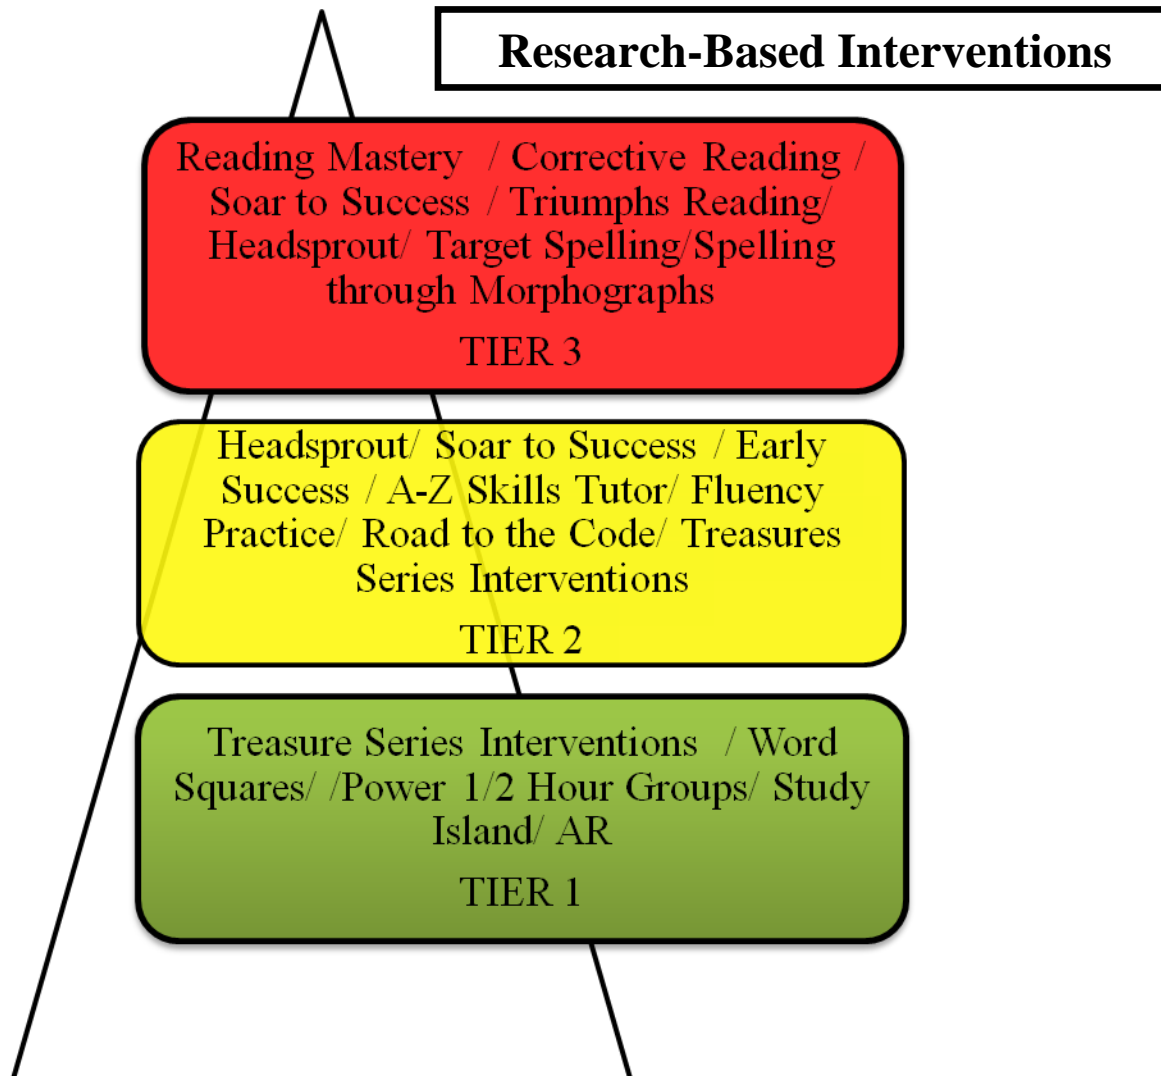 Research-Based Interventions
Reading Mastery / Corrective Reading /
Soar to Success / Triumphs Reading/
Headsprout/ Target Spelling/Spelling
through Morphographs
TIER 3
Headsprout/ Soar to Success / Early
Success / A-Z Skills Tutor/ Fluency
Practice/ Road to the Code/ Treasures
Series Interventions
TIER 2
Treasure Series Interventions / Word
Squares/ /Power 1/2 Hour Groups/ Study
Island/ AR
TIER 1